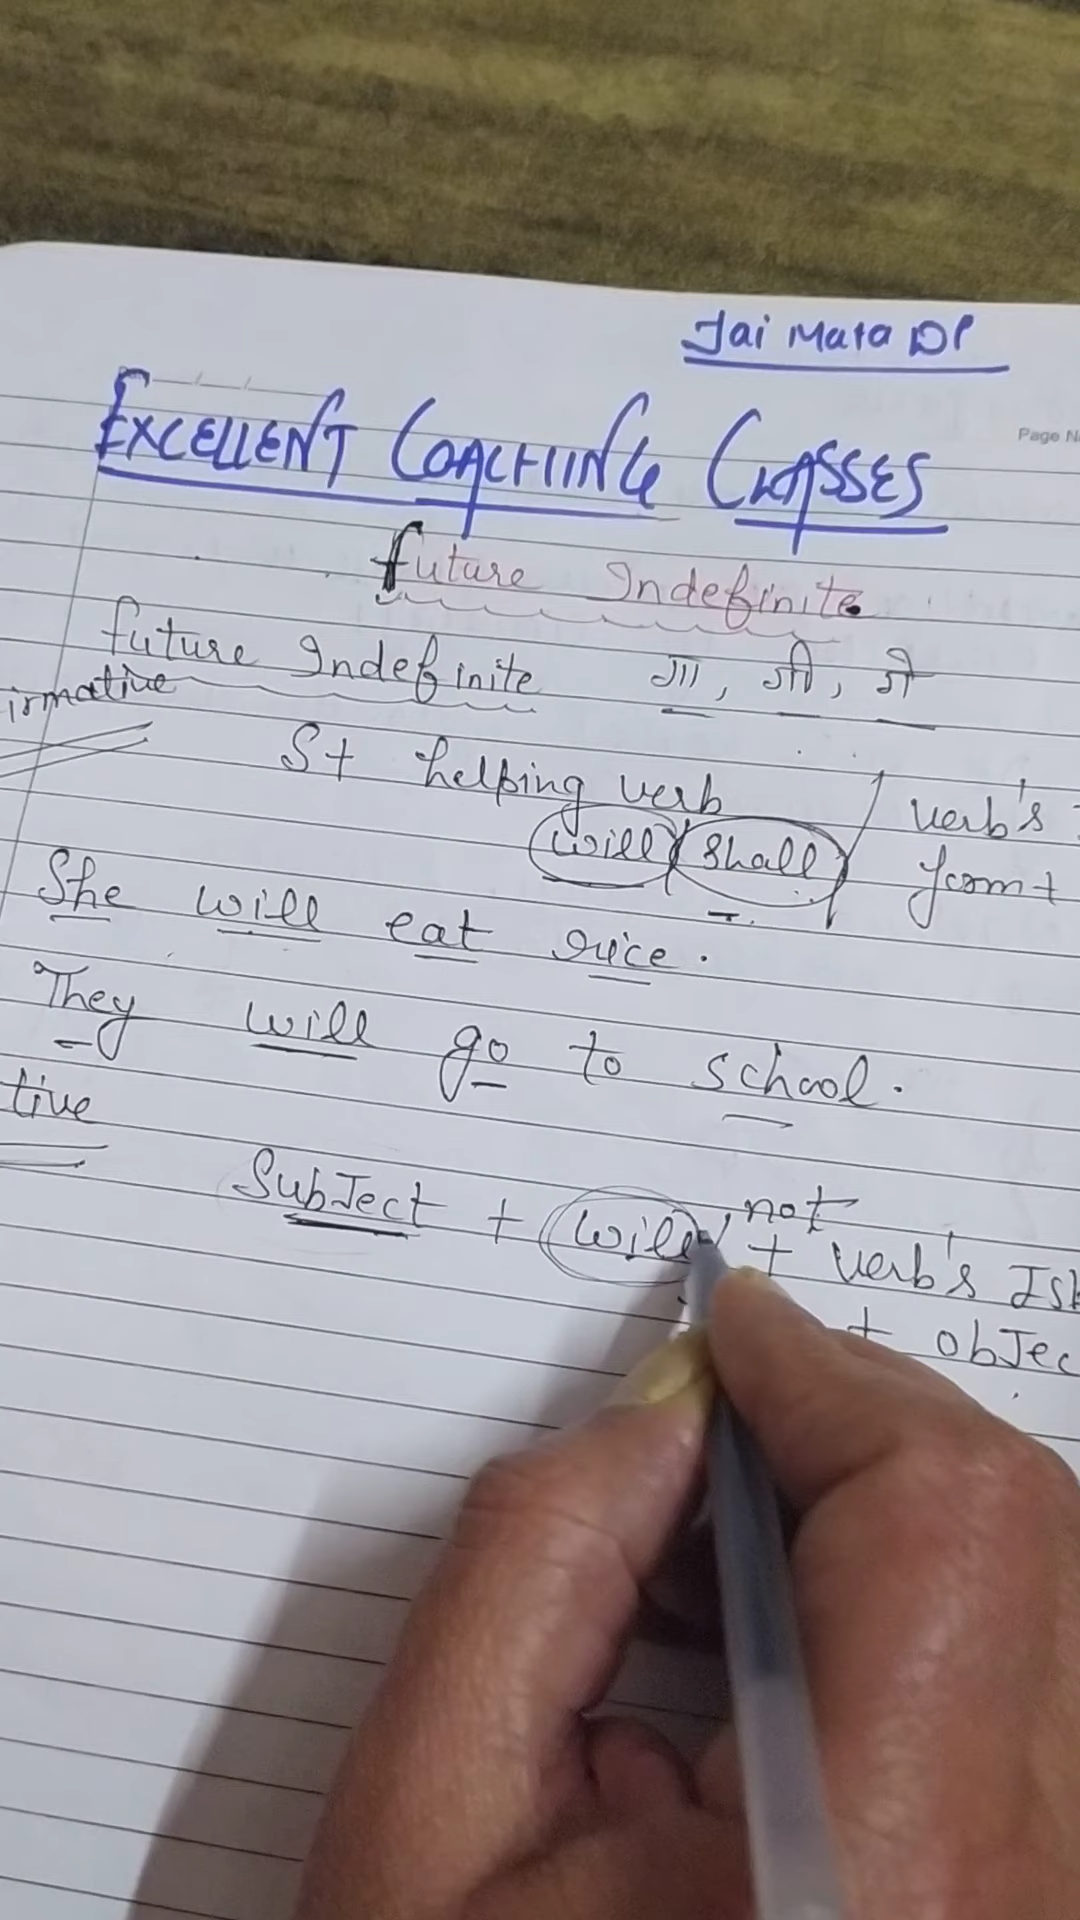 Jai Mata Di
Page N
EXCELLENT COACHING CLASSES
Future Indefinite
Future Indefinite गा, गी, गे
irmative
S+ helping verb
will / shall / verb's
form +
She will eat rice.
They will go to school.
tive
Subject + will / not + verb's Ist
+ objec